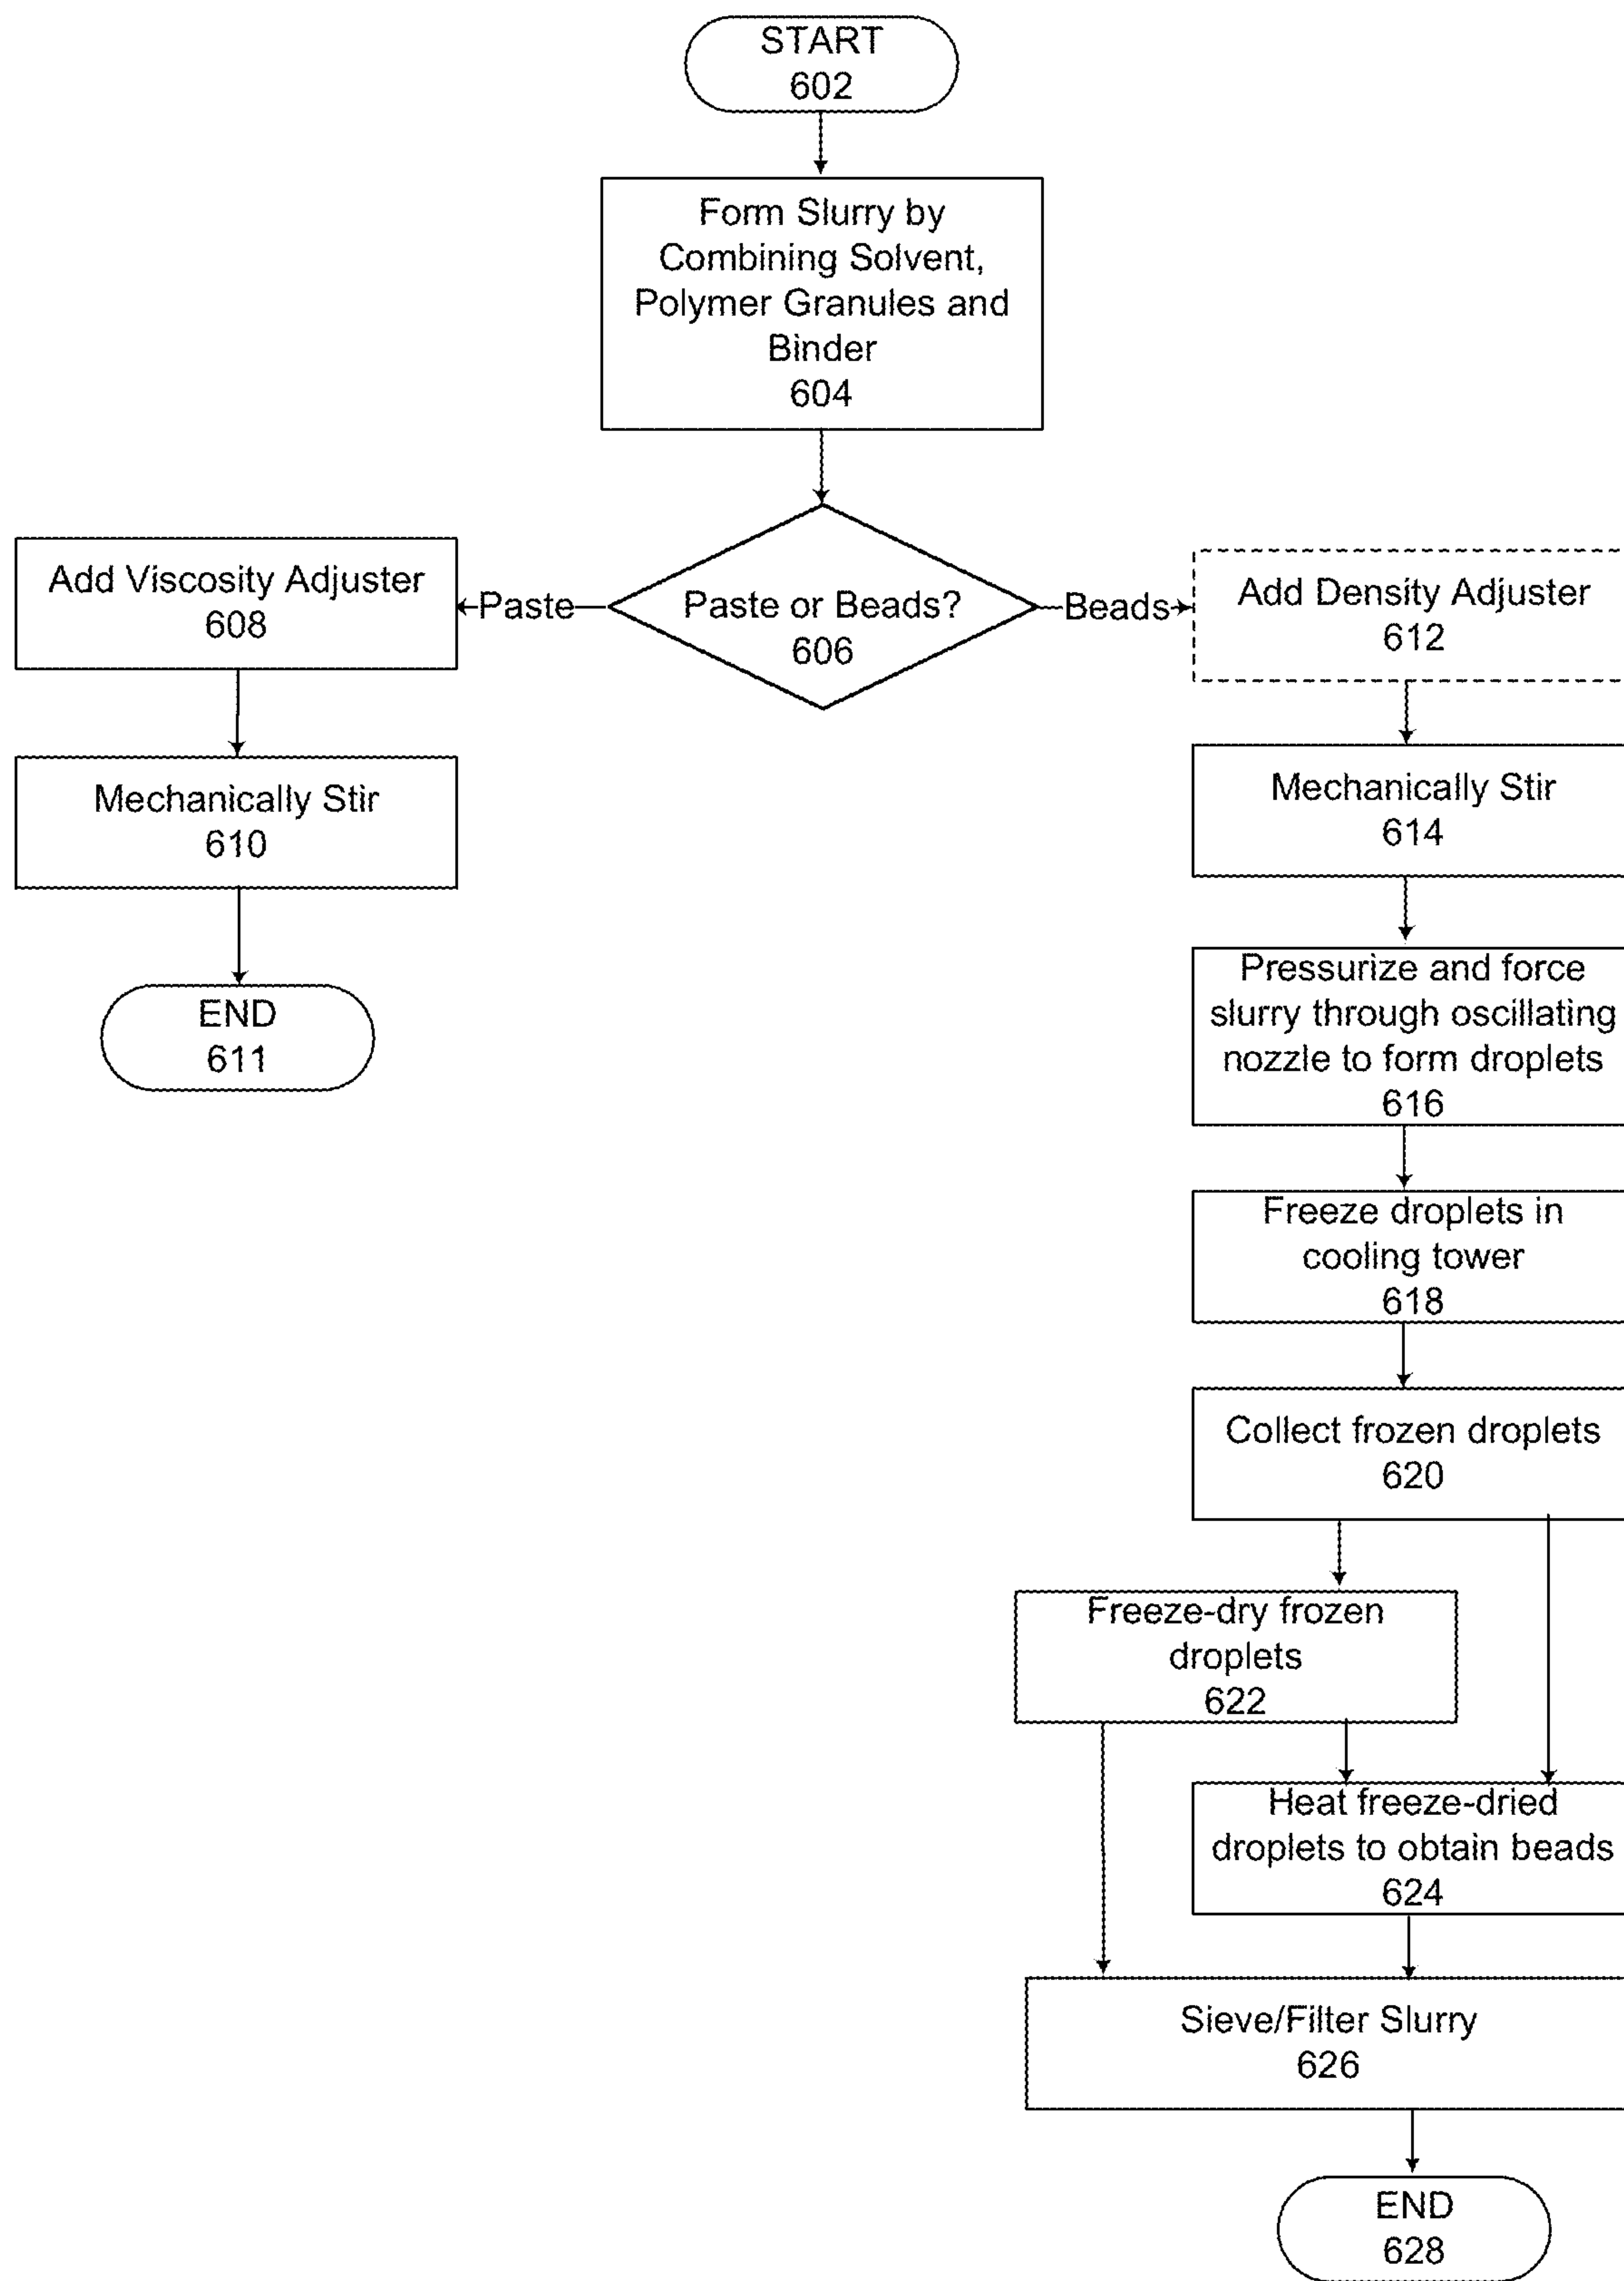 START
602
Form Slurry by
Combining Solvent,
Polymer Granules and
Binder
604
Paste or Beads?
606
Paste
Beads
Add Viscosity Adjuster
608
Mechanically Stir
610
END
611
Add Density Adjuster
612
Mechanically Stir
614
Pressurize and force
slurry through oscillating
nozzle to form droplets
616
Freeze droplets in
cooling tower
618
Collect frozen droplets
620
Freeze-dry frozen
droplets
622
Heat freeze-dried
droplets to obtain beads
624
Sieve/Filter Slurry
626
END
628